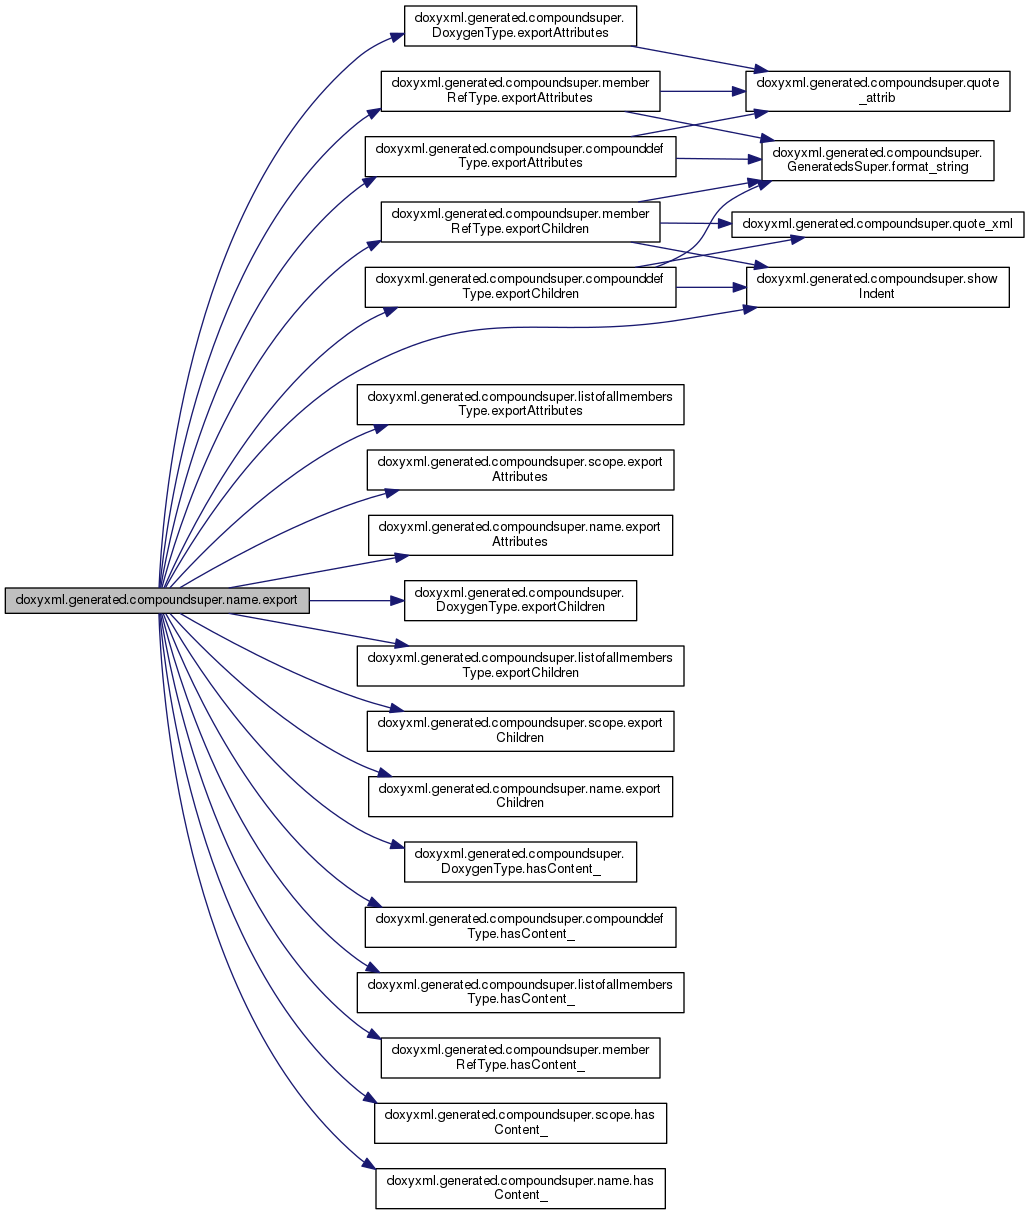 doxyxml.generated.compoundsuper.
DoxygenType.exportAttributes
doxyxml.generated.compoundsuper.member
RefType.exportAttributes
doxyxml.generated.compoundsuper.quote
_attrib
doxyxml.generated.compoundsuper.compounddef
Type.exportAttributes
doxyxml.generated.compoundsuper.
GeneratedsSuper.format_string
doxyxml.generated.compoundsuper.member
RefType.exportChildren
doxyxml.generated.compoundsuper.quote_xml
doxyxml.generated.compoundsuper.compounddef
Type.exportChildren
doxyxml.generated.compoundsuper.show
Indent
doxyxml.generated.compoundsuper.listofallmembers
Type.exportAttributes
doxyxml.generated.compoundsuper.scope.export
Attributes
doxyxml.generated.compoundsuper.name.export
Attributes
doxyxml.generated.compoundsuper.name.export
doxyxml.generated.compoundsuper.
DoxygenType.exportChildren
doxyxml.generated.compoundsuper.listofallmembers
Type.exportChildren
doxyxml.generated.compoundsuper.scope.export
Children
doxyxml.generated.compoundsuper.name.export
Children
doxyxml.generated.compoundsuper.
DoxygenType.hasContent_
doxyxml.generated.compoundsuper.compounddef
Type.hasContent_
doxyxml.generated.compoundsuper.listofallmembers
Type.hasContent_
doxyxml.generated.compoundsuper.member
RefType.hasContent_
doxyxml.generated.compoundsuper.scope.has
Content_
doxyxml.generated.compoundsuper.name.has
Content_